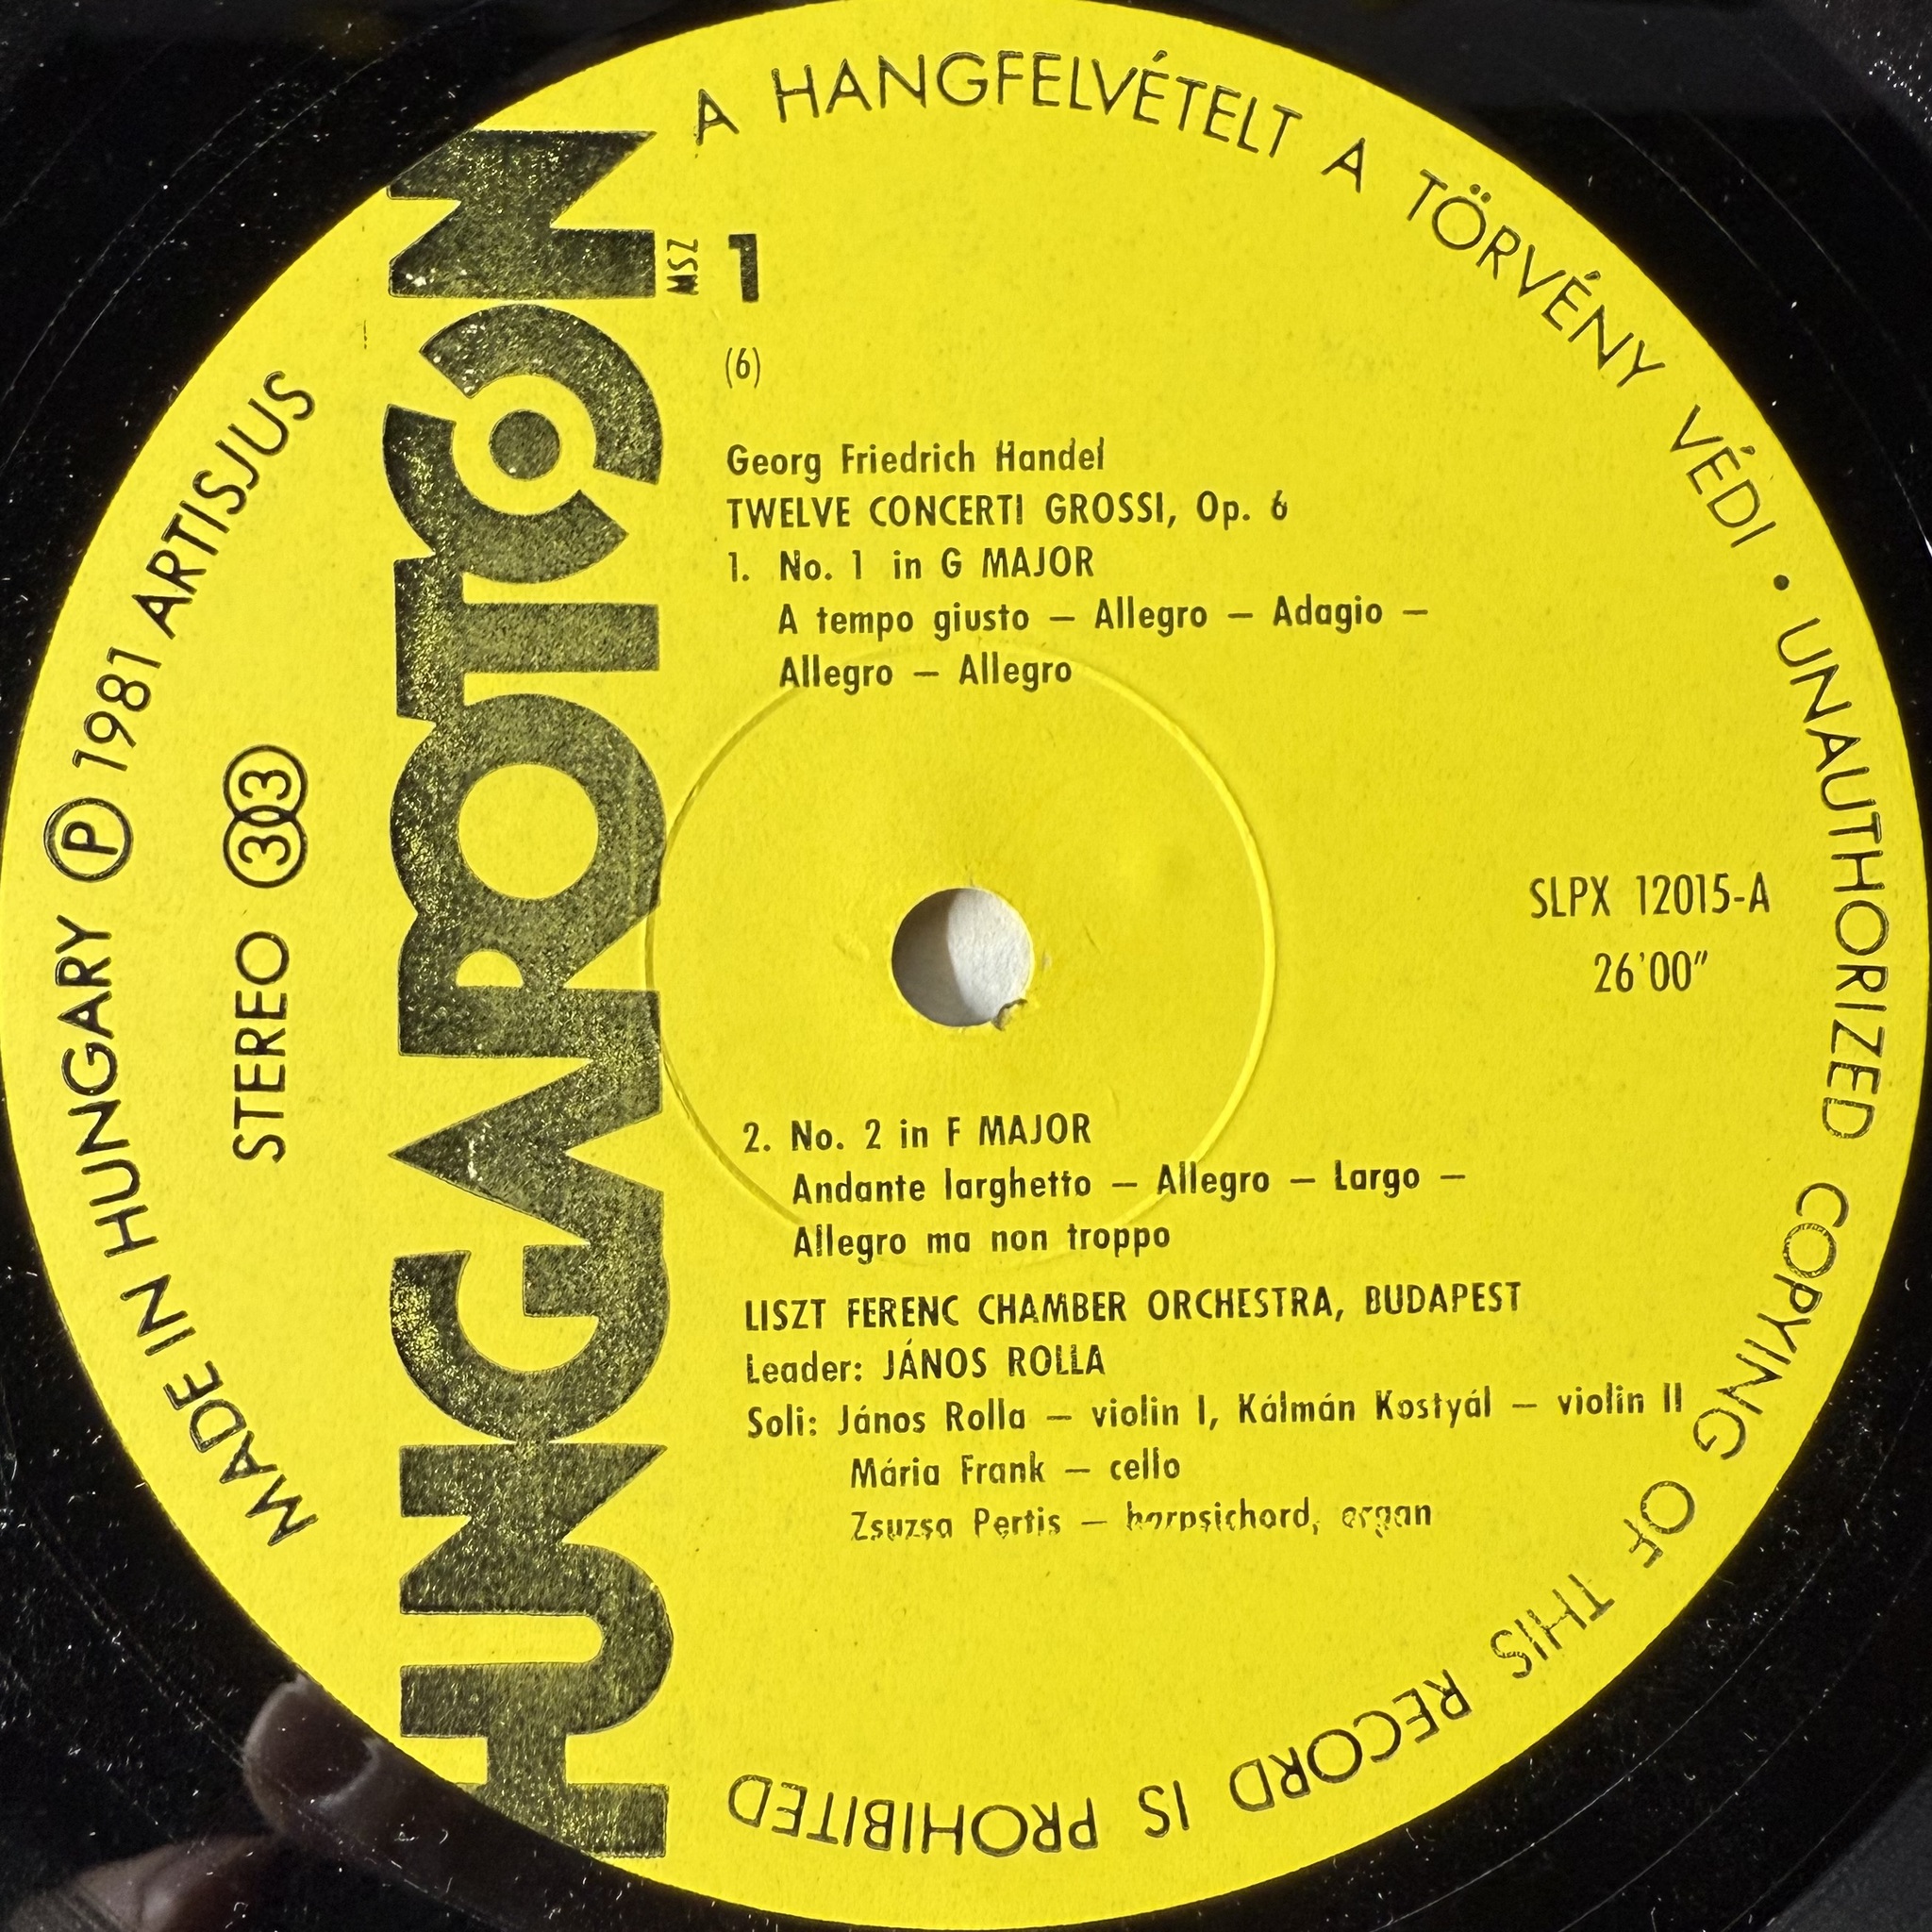 A HANGFELVÉTELT A TÖRVÉNY VÉDI • UNAUTHORIZED COPYING OF THIS RECORD IS PROHIBITED
MADE IN HUNGARY Ⓟ 1981 ARTISJUS
STEREO 33
HUNGAROTON
MSZ
1
(6)
Georg Friedrich Handel
TWELVE CONCERTI GROSSI, Op. 6
1. No. 1 in G MAJOR
A tempo giusto — Allegro — Adagio —
Allegro — Allegro
SLPX 12015-A
26'00"
2. No. 2 in F MAJOR
Andante larghetto — Allegro — Largo —
Allegro ma non troppo
LISZT FERENC CHAMBER ORCHESTRA, BUDAPEST
Leader: JÁNOS ROLLA
Soli: János Rolla — violin I, Kálmán Kostyál — violin II
Mária Frank — cello
Zsuzsa Pertis — harpsichord, organ